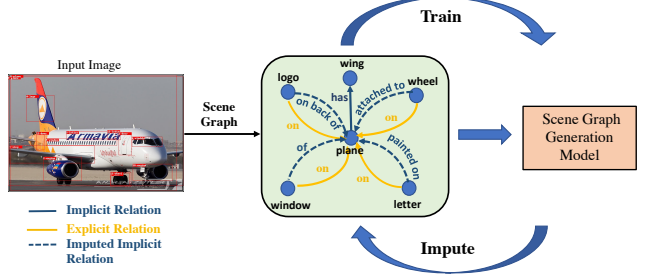 Train
Input Image
logo
wing
wheel
on back of
has
attached to
Scene
Graph
on
on
plane
of
painted on
on
on
window
letter
Scene Graph
Generation
Model
ARMAVIA
Implicit Relation
Explicit Relation
Imputed Implicit
Relation
Impute